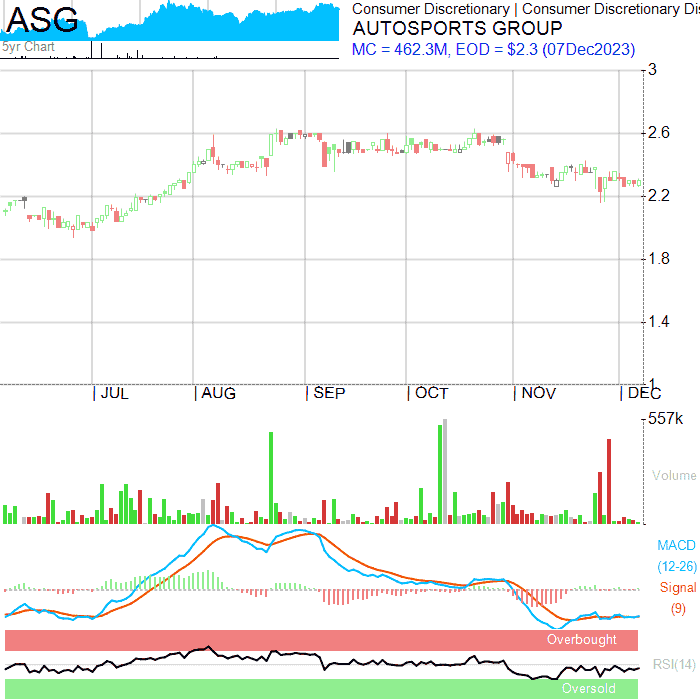 ASG
5yr Chart
Consumer Discretionary | Consumer Discretionary Dis
AUTOSPORTS GROUP
MC = 462.3M, EOD = $2.3 (07Dec2023)
3
2.6
2.2
1.8
1.4
1
JUL AUG SEP OCT NOV DEC
557k
Volume
MACD
(12-26)
Signal
(9)
Overbought
RSI(14)
Oversold